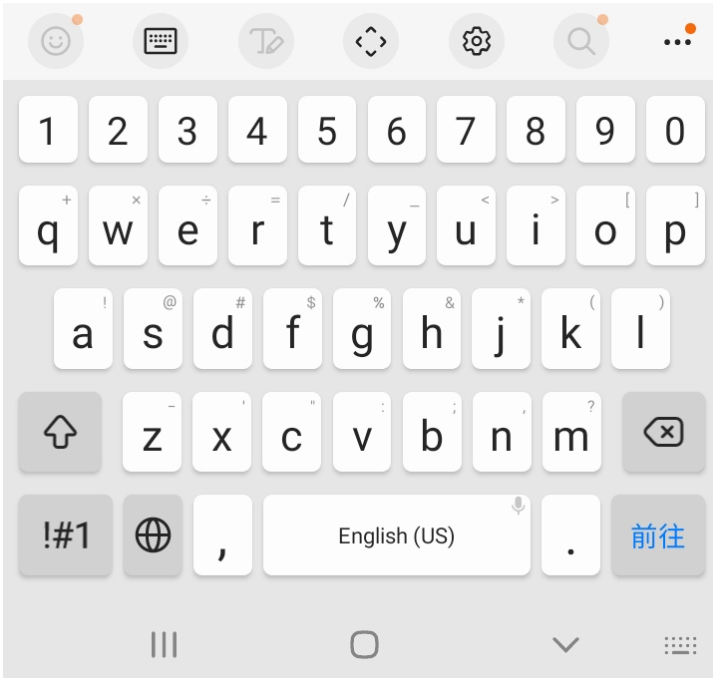 1 2 3 4 5 6 7 8 9 0
+ × ÷ = / _ < > [ ]
q w e r t y u i o p
! @ # $ % & * ( )
a s d f g h j k l
- ' " : ; , ?
z x c v b n m
!#1 , English (US) . 前往